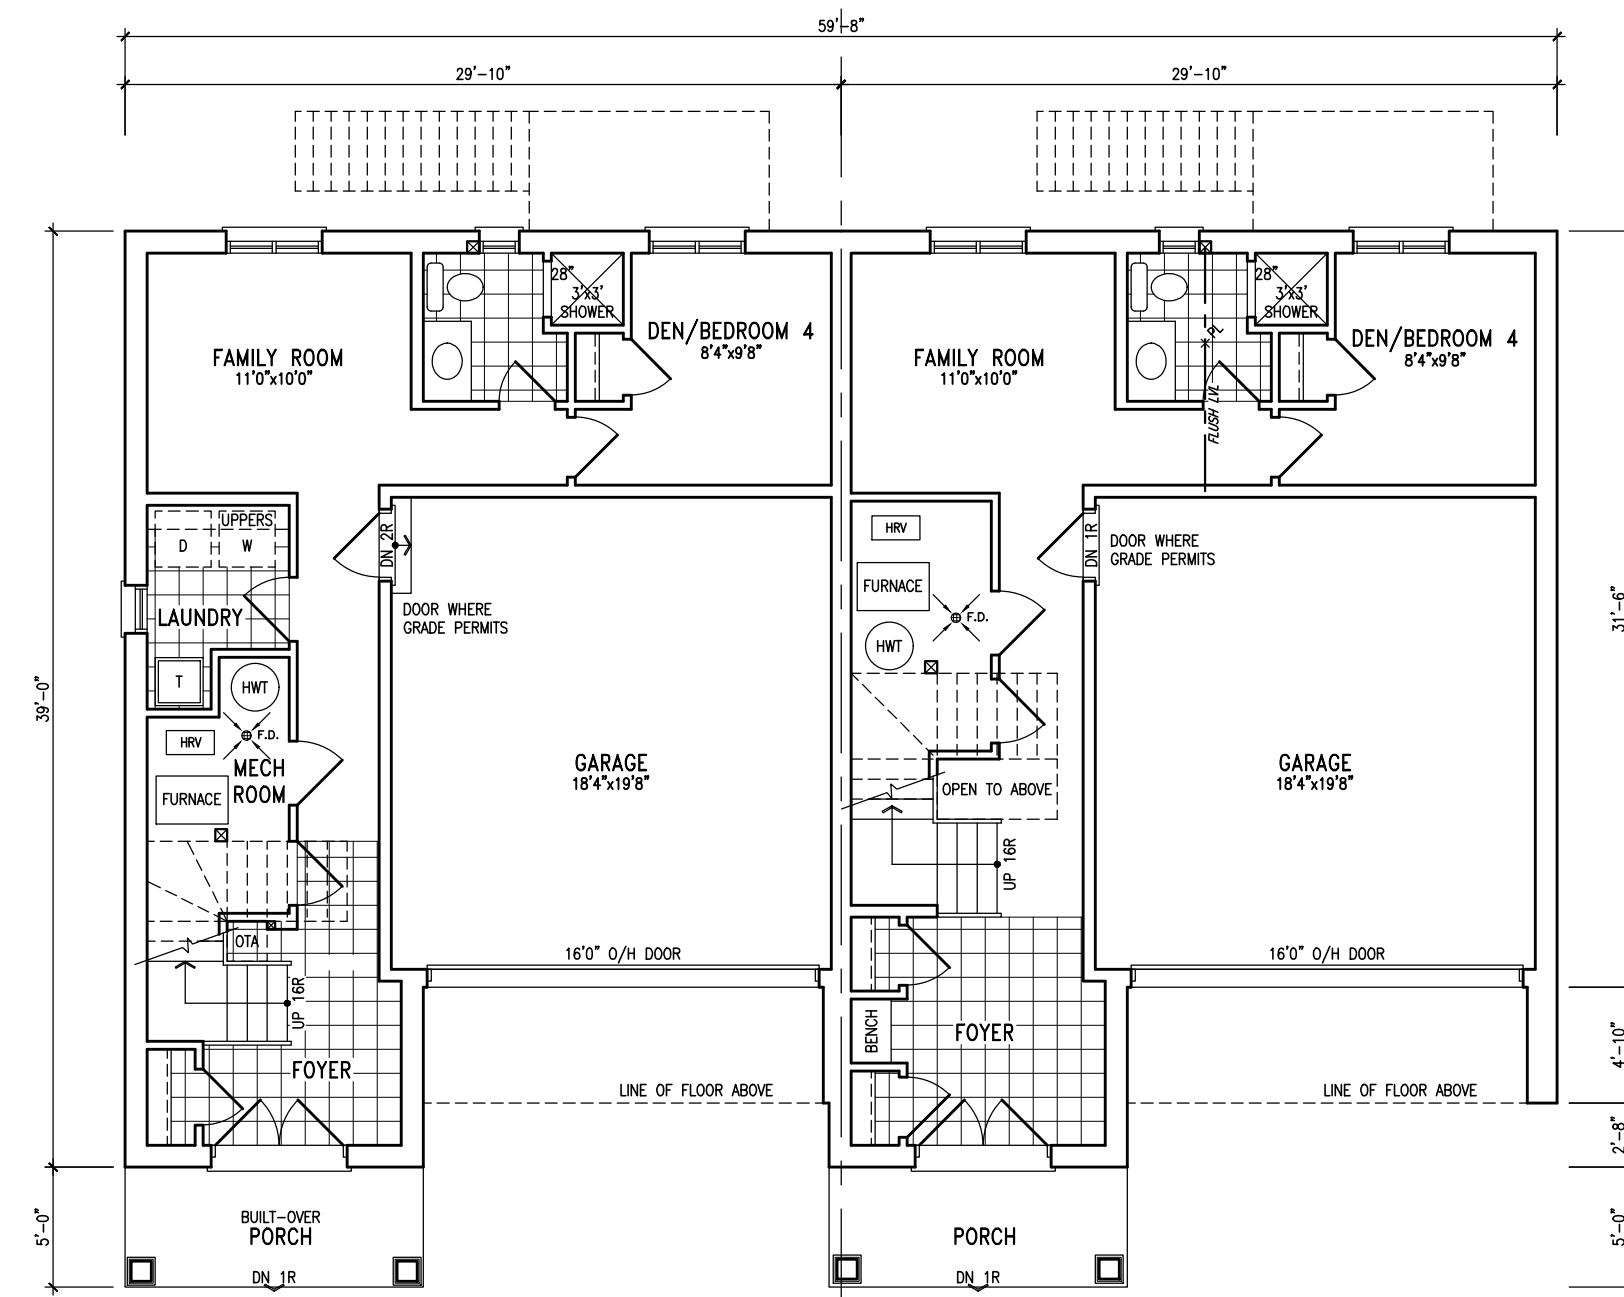 59'-8"
29'-10"
29'-10"
28"
3'x3'
SHOWER
28"
3'x3'
SHOWER
DEN/BEDROOM 4
8'4"x9'8"
DEN/BEDROOM 4
8'4"x9'8"
PL
FLUSH LVL
FAMILY ROOM
11'0"x10'0"
FAMILY ROOM
11'0"x10'0"
UPPERS
D
W
DN 2R
HRV
DN 1R
DOOR WHERE
GRADE PERMITS
FURNACE
F.D.
HWT
LAUNDRY
DOOR WHERE
GRADE PERMITS
31'-6"
39'-0"
T
HWT
HRV
F.D.
MECH
ROOM
FURNACE
GARAGE
18'4"x19'8"
OPEN TO ABOVE
GARAGE
18'4"x19'8"
UP 16R
OTA
16'0" O/H DOOR
16'0" O/H DOOR
UP 16R
BENCH
FOYER
FOYER
4'-10"
LINE OF FLOOR ABOVE
LINE OF FLOOR ABOVE
2'-8"
BUILT-OVER
PORCH
PORCH
5'-0"
5'-0"
DN 1R
DN 1R